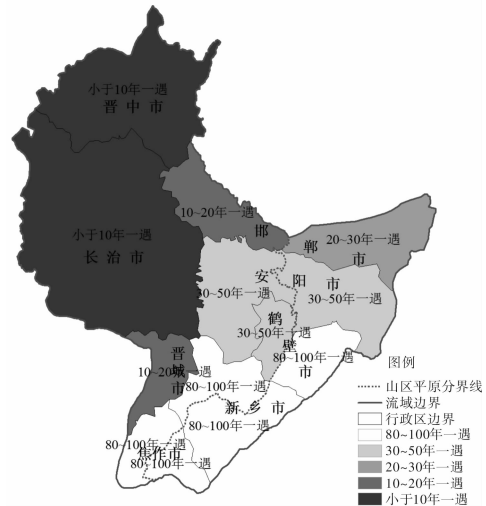 小于10年一遇
晋中市
小于10年一遇
长治市
10~20年一遇
邯
郸
20~30年一遇
市
安
阳
市
30~50年一遇
30~50年一遇
鹤
30~50年一遇
壁
80~100年一遇
市
晋
城
10~20年一遇
市
80~100年一遇
新乡市
80~100年一遇
80~100年一遇
焦作市
80~100年一遇
图例
山区平原分界线
流域边界
行政区边界
80~100年一遇
30~50年一遇
20~30年一遇
10~20年一遇
小于10年一遇